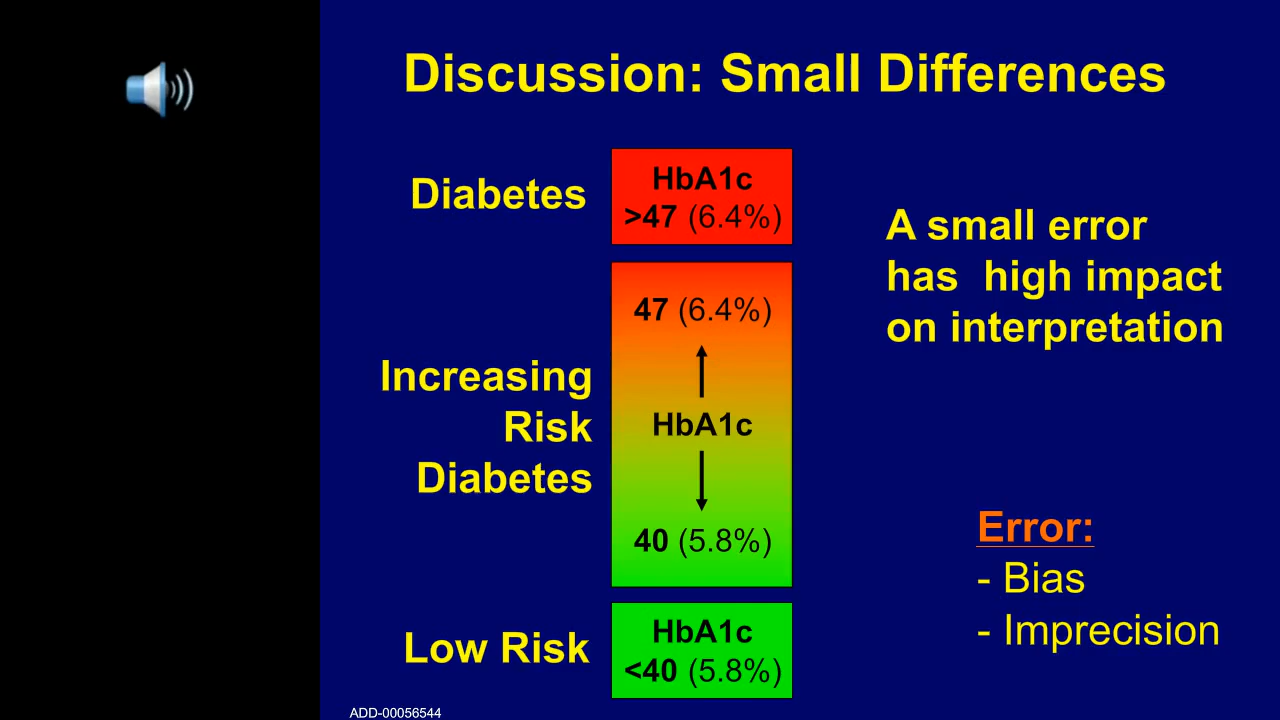 Discussion: Small Differences
Diabetes
HbA1c
>47 (6.4%)
A small error
has  high impact
on interpretation
47 (6.4%)
Increasing
Risk
Diabetes
HbA1c
40 (5.8%)
Error:
- Bias
- Imprecision
Low Risk
HbA1c
<40 (5.8%)
ADD-00056544